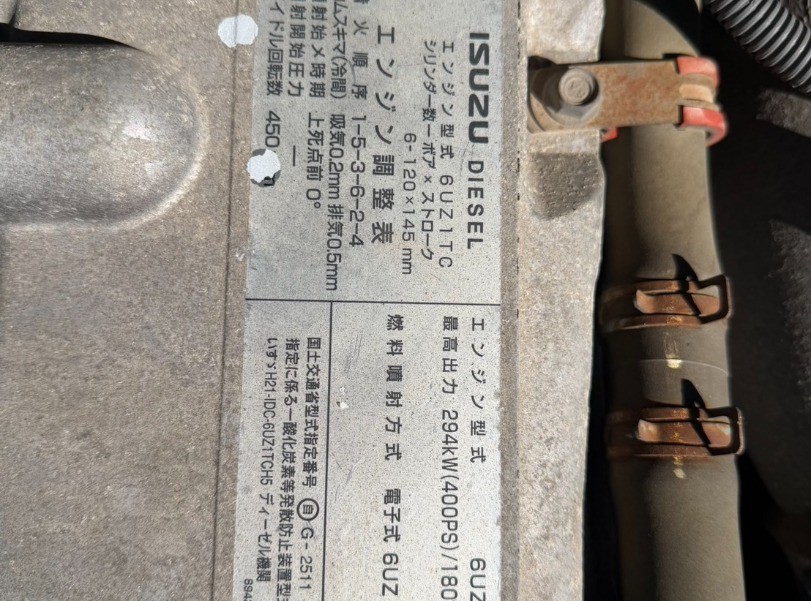 ISUZU DIESEL
エンジン型式 6UZ1TC
シリンダー数ーボア×ストローク
6-120×145mm
エンジン調整表
火順序 1-5-3-6-2-4
ムスキマ(冷間) 吸気0.2mm 排気0.5mm
射始メ時期 上死点前 0°
射開始圧力 —
イドル回転数 450
エンジン型式 6UZ
最高出力 294kW(400PS)/180
燃料噴射方式 電子式 6UZ
国土交通省型式指定番号 自 G-2511
指定に係る一酸化炭素等発散防止装置型
いすゞH21-IDC-6UZ1TCH5 ディーゼル機関